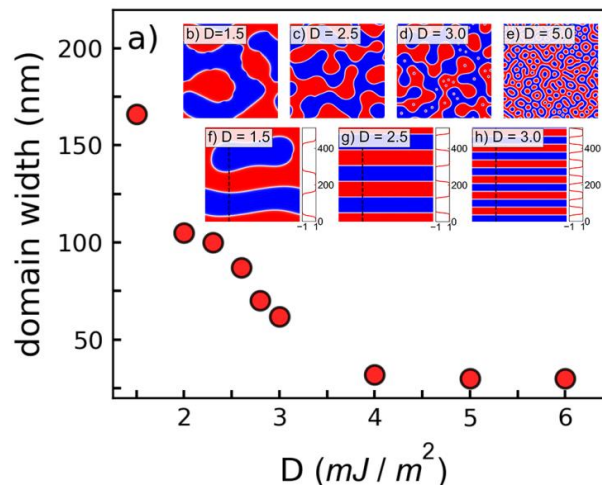 a)
b) D=1.5
c) D = 2.5
d) D = 3.0
e) D = 5.0
f) D = 1.5
g) D = 2.5
h) D = 3.0
400
200
0
−1 1
400
200
0
−1 1
400
200
0
−1 1
domain width (nm)
200
150
100
50
2 3 4 5 6
D (mJ / m²)